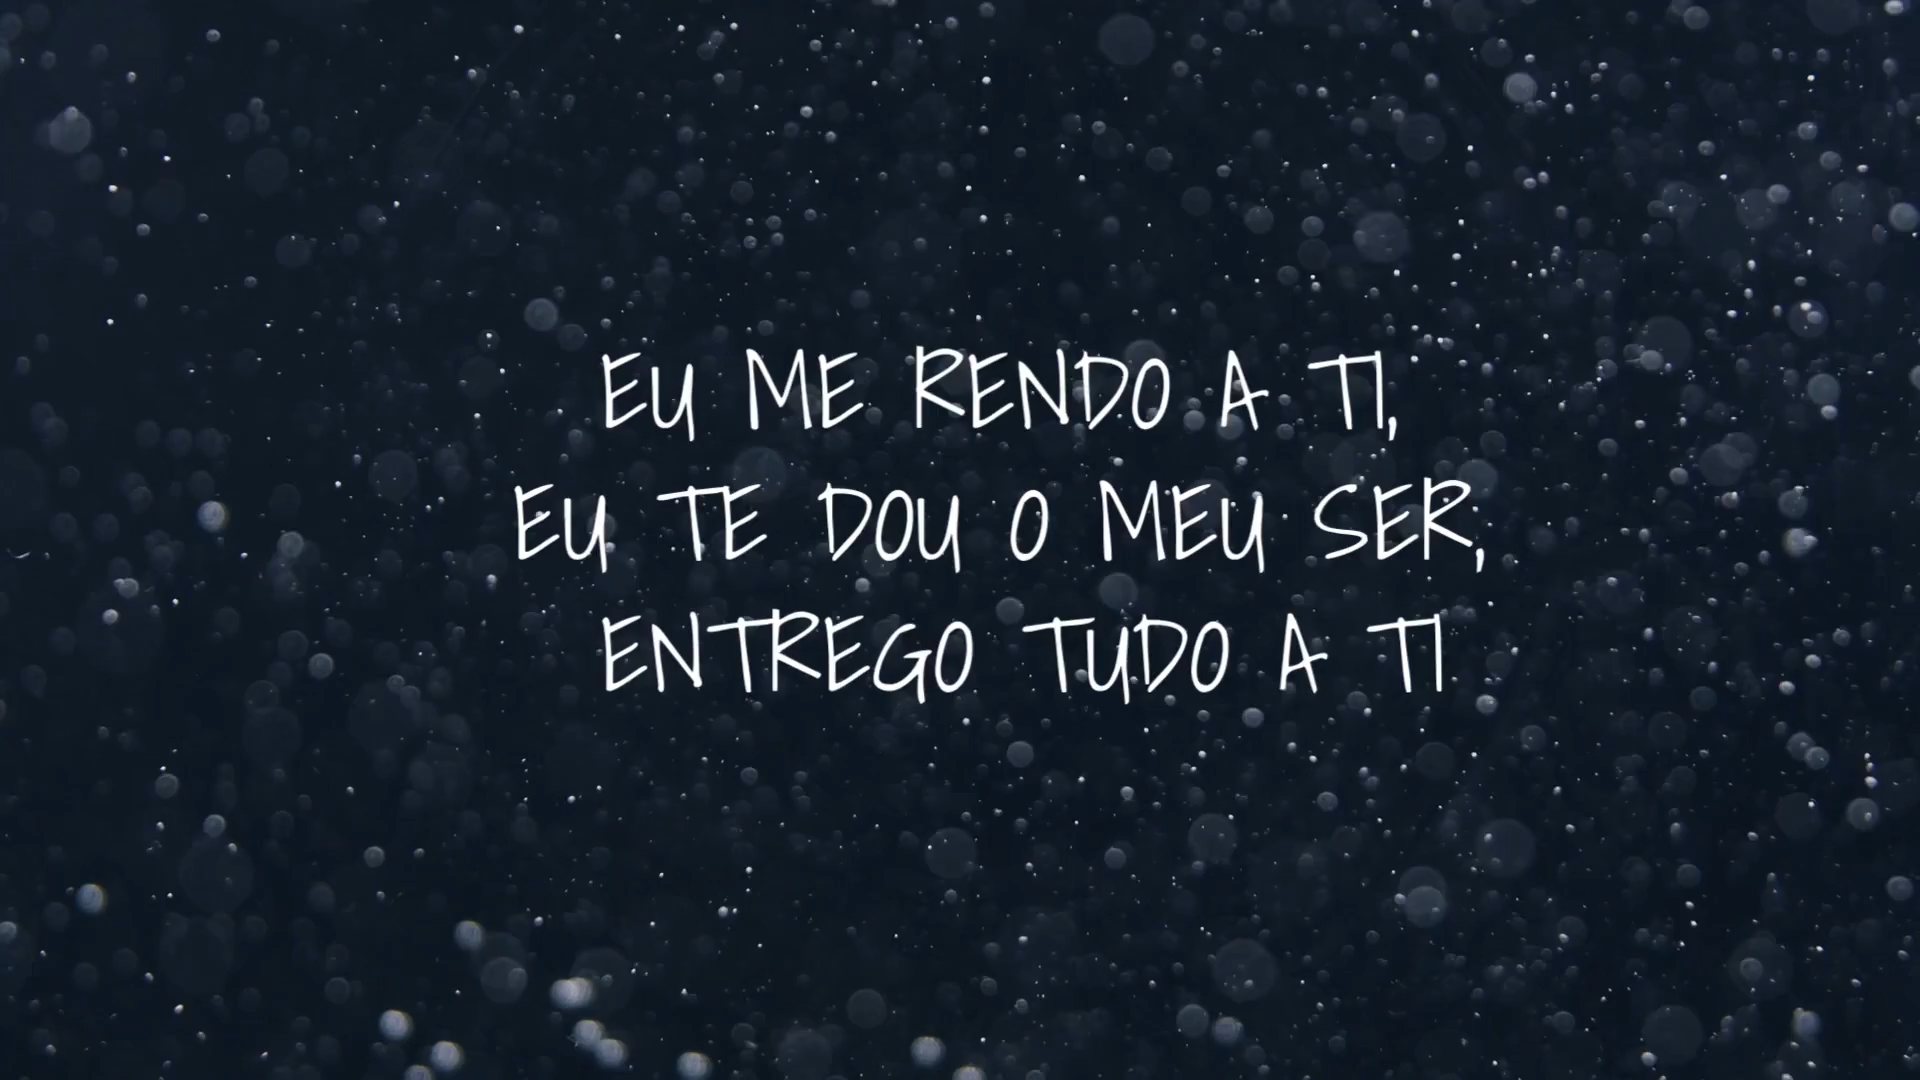 EU ME RENDO A TI,
EU TE DOU O MEU SER,
ENTREGO TUDO A TI